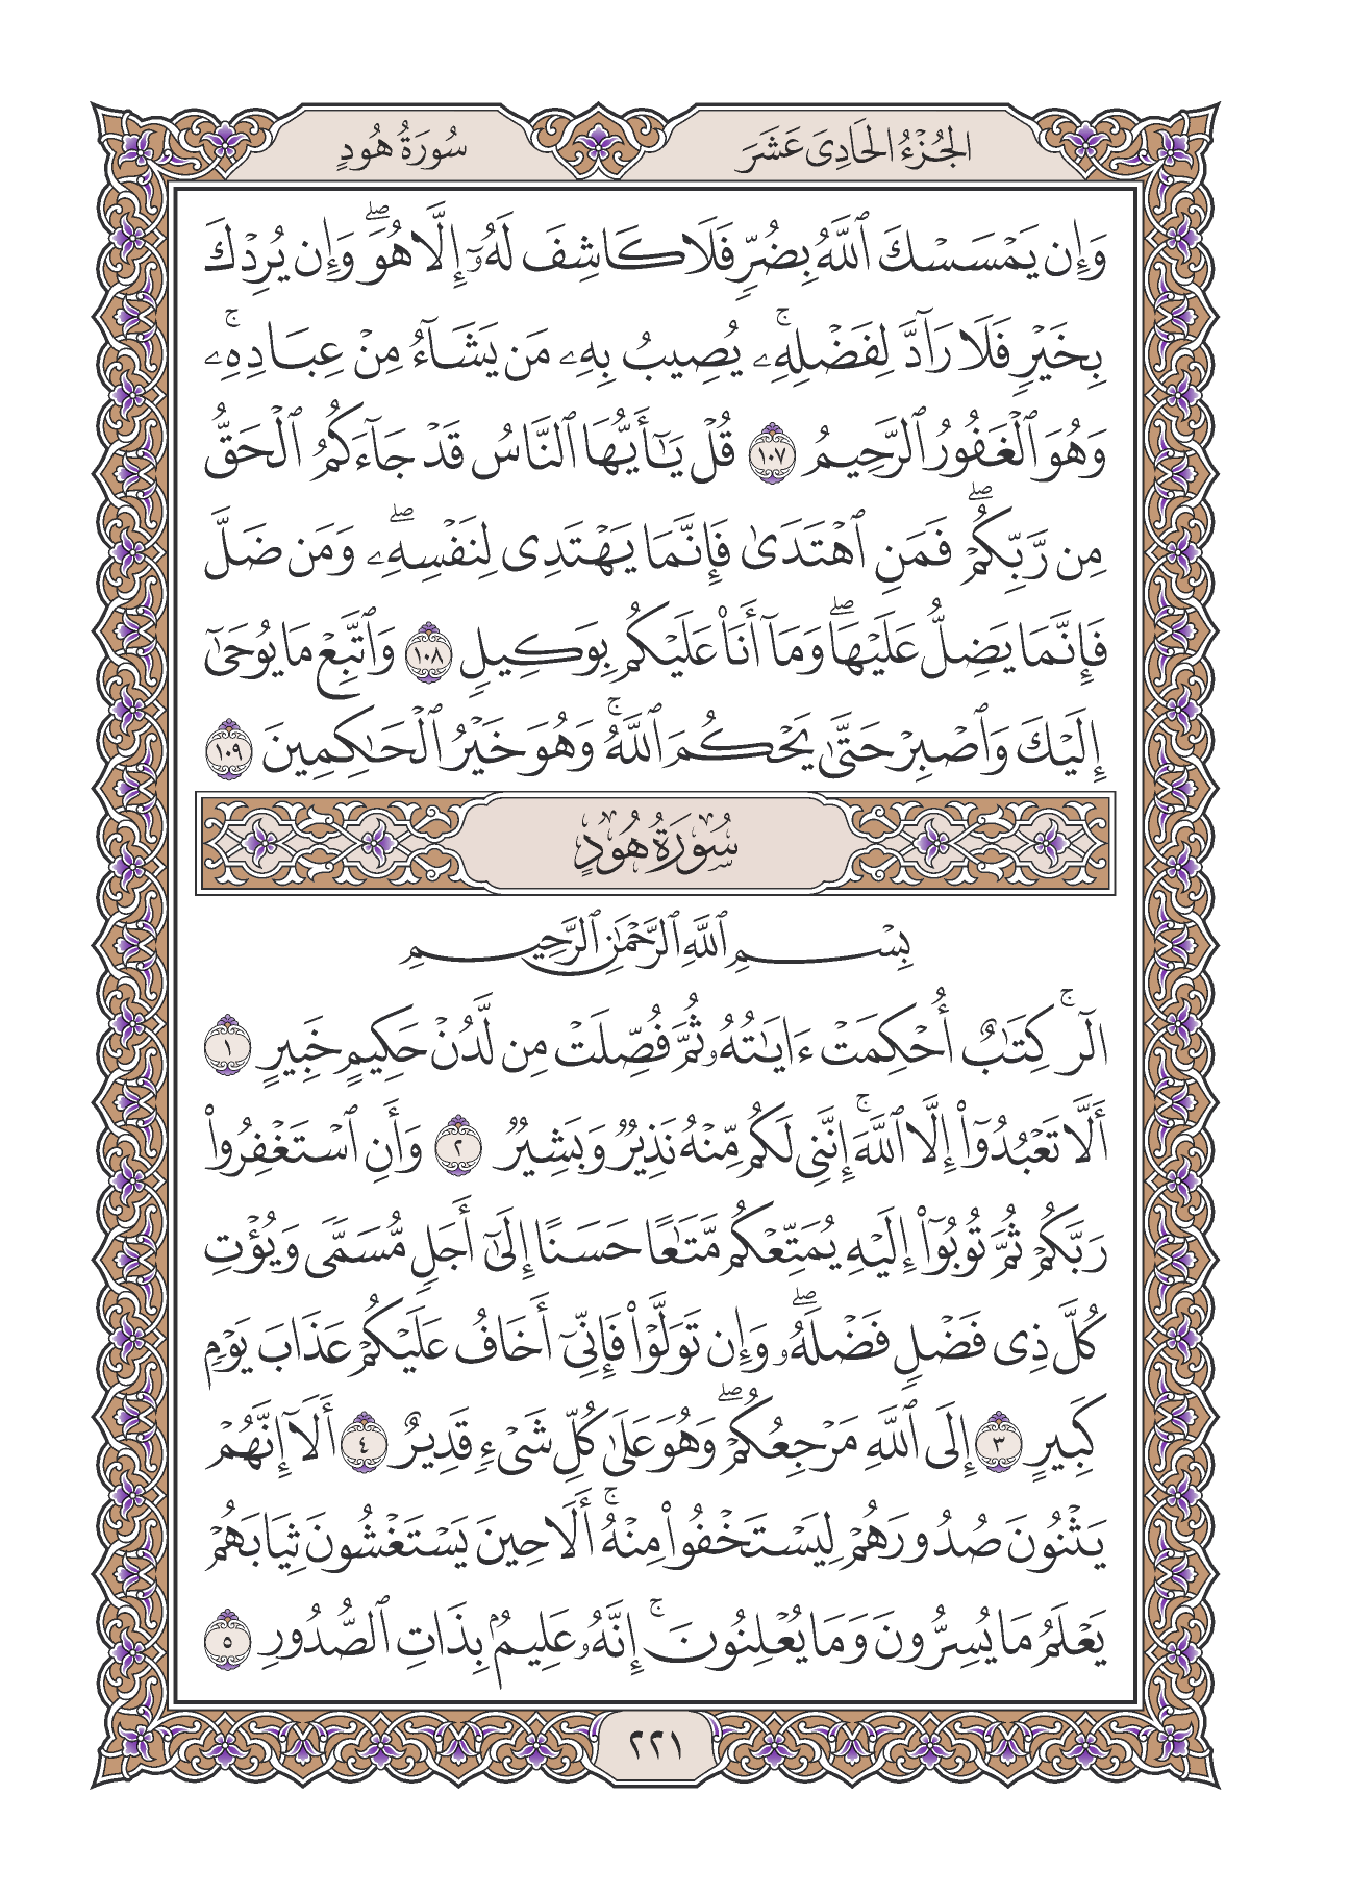 الجُزْءُ الحَادِىَ عَشَرَ
سُورَةُ هُودٍ
وَإِن يَمْسَسْكَ ٱللَّهُ بِضُرٍّ فَلَا كَاشِفَ لَهُۥٓ إِلَّا هُوَۖ وَإِن يُرِدْكَ
بِخَيْرٍ فَلَا رَآدَّ لِفَضْلِهِۦۚ يُصِيبُ بِهِۦ مَن يَشَآءُ مِنْ عِبَادِهِۦۚ
وَهُوَ ٱلْغَفُورُ ٱلرَّحِيمُ ١٠٧ قُلْ يَٰٓأَيُّهَا ٱلنَّاسُ قَدْ جَآءَكُمُ ٱلْحَقُّ
مِن رَّبِّكُمْۖ فَمَنِ ٱهْتَدَىٰ فَإِنَّمَا يَهْتَدِى لِنَفْسِهِۦۖ وَمَن ضَلَّ
فَإِنَّمَا يَضِلُّ عَلَيْهَاۖ وَمَآ أَنَا۠ عَلَيْكُم بِوَكِيلٍ ١٠٨ وَٱتَّبِعْ مَا يُوحَىٰٓ
إِلَيْكَ وَٱصْبِرْ حَتَّىٰ يَحْكُمَ ٱللَّهُۚ وَهُوَ خَيْرُ ٱلْحَٰكِمِينَ ١٠٩
سُورَةُ هُودٍ
بِسْمِ ٱللَّهِ ٱلرَّحْمَٰنِ ٱلرَّحِيمِ
الٓرۚ كِتَٰبٌ أُحْكِمَتْ ءَايَٰتُهُۥ ثُمَّ فُصِّلَتْ مِن لَّدُنْ حَكِيمٍ خَبِيرٍ ١
أَلَّا تَعْبُدُوٓا۟ إِلَّا ٱللَّهَۚ إِنَّنِى لَكُم مِّنْهُ نَذِيرٌ وَبَشِيرٌ ٢ وَأَنِ ٱسْتَغْفِرُوا۟
رَبَّكُمْ ثُمَّ تُوبُوٓا۟ إِلَيْهِ يُمَتِّعْكُم مَّتَٰعًا حَسَنًا إِلَىٰٓ أَجَلٍ مُّسَمًّى وَيُؤْتِ
كُلَّ ذِى فَضْلٍ فَضْلَهُۥۖ وَإِن تَوَلَّوْا۟ فَإِنِّىٓ أَخَافُ عَلَيْكُمْ عَذَابَ يَوْمٍ
كَبِيرٍ ٣ إِلَى ٱللَّهِ مَرْجِعُكُمْۖ وَهُوَ عَلَىٰ كُلِّ شَىْءٍ قَدِيرٌ ٤ أَلَآ إِنَّهُمْ
يَثْنُونَ صُدُورَهُمْ لِيَسْتَخْفُوا۟ مِنْهُۚ أَلَا حِينَ يَسْتَغْشُونَ ثِيَابَهُمْ
يَعْلَمُ مَا يُسِرُّونَ وَمَا يُعْلِنُونَۚ إِنَّهُۥ عَلِيمٌۢ بِذَاتِ ٱلصُّدُورِ ٥
٢٢١